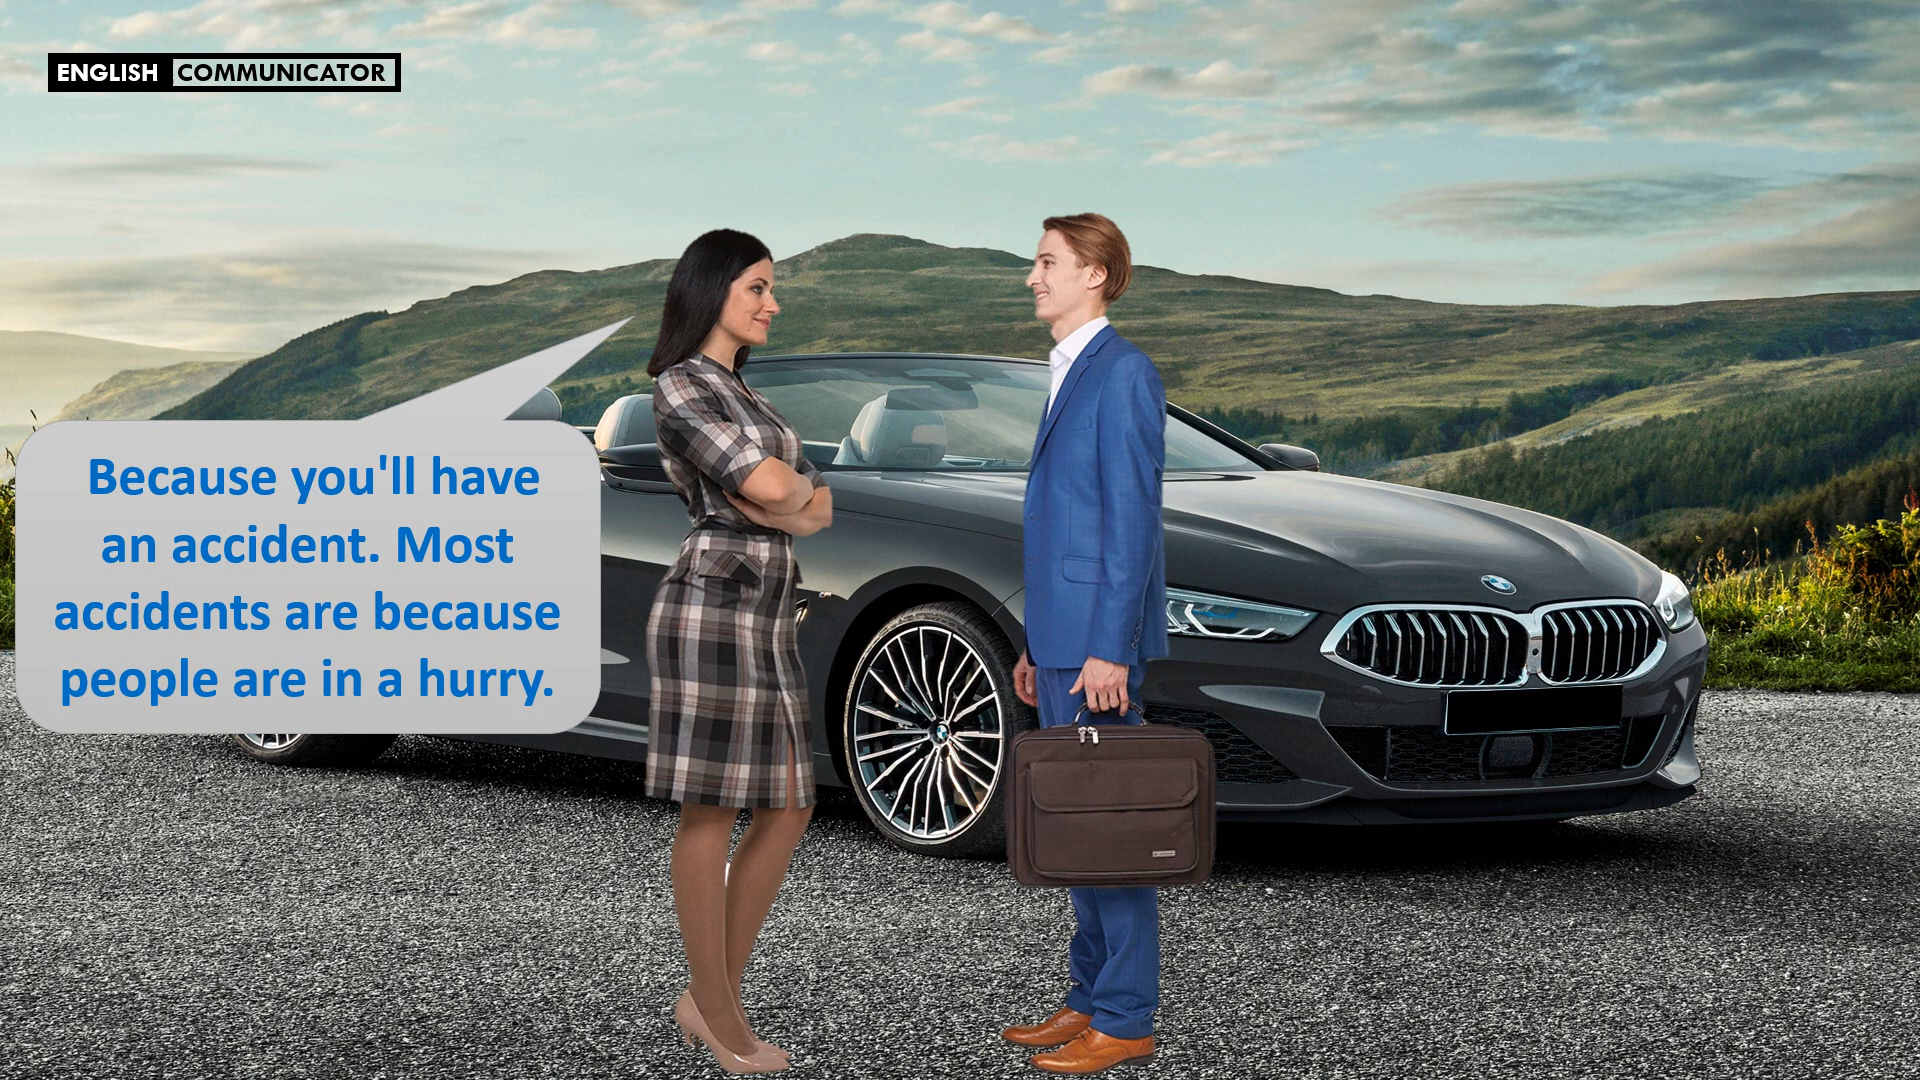 ENGLISH COMMUNICATOR
Because you'll have
an accident. Most
accidents are because
people are in a hurry.